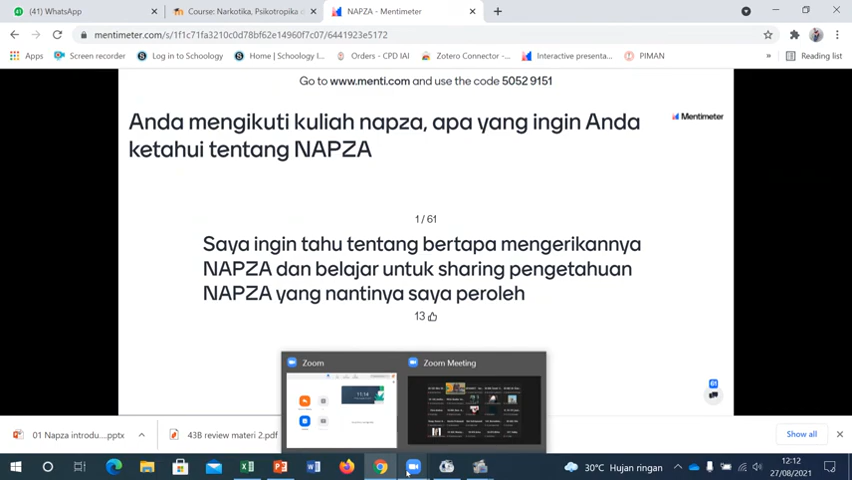 (41) WhatsApp
Course: Narkotika, Psikotropika d
NAPZA - Mentimeter
mentimeter.com/s/1f1c71fa3210c0d78bf62e14960f7c07/6441923e5172
Apps
Screen recorder
Log in to Schoology
Home | Schoology I...
Orders - CPD IAI
Zotero Connector -...
Interactive presenta...
PIMAN
»
Reading list
Go to www.menti.com and use the code 5052 9151
Anda mengikuti kuliah napza, apa yang ingin Anda
ketahui tentang NAPZA
Mentimeter
1 / 61
Saya ingin tahu tentang bertapa mengerikannya
NAPZA dan belajar untuk sharing pengetahuan
NAPZA yang nantinya saya peroleh
13
Zoom
Zoom Meeting
11:14
61
01 Napza introdu....pptx
43B review materi 2.pdf
Show all
30°C Hujan ringan
12:12
27/08/2021